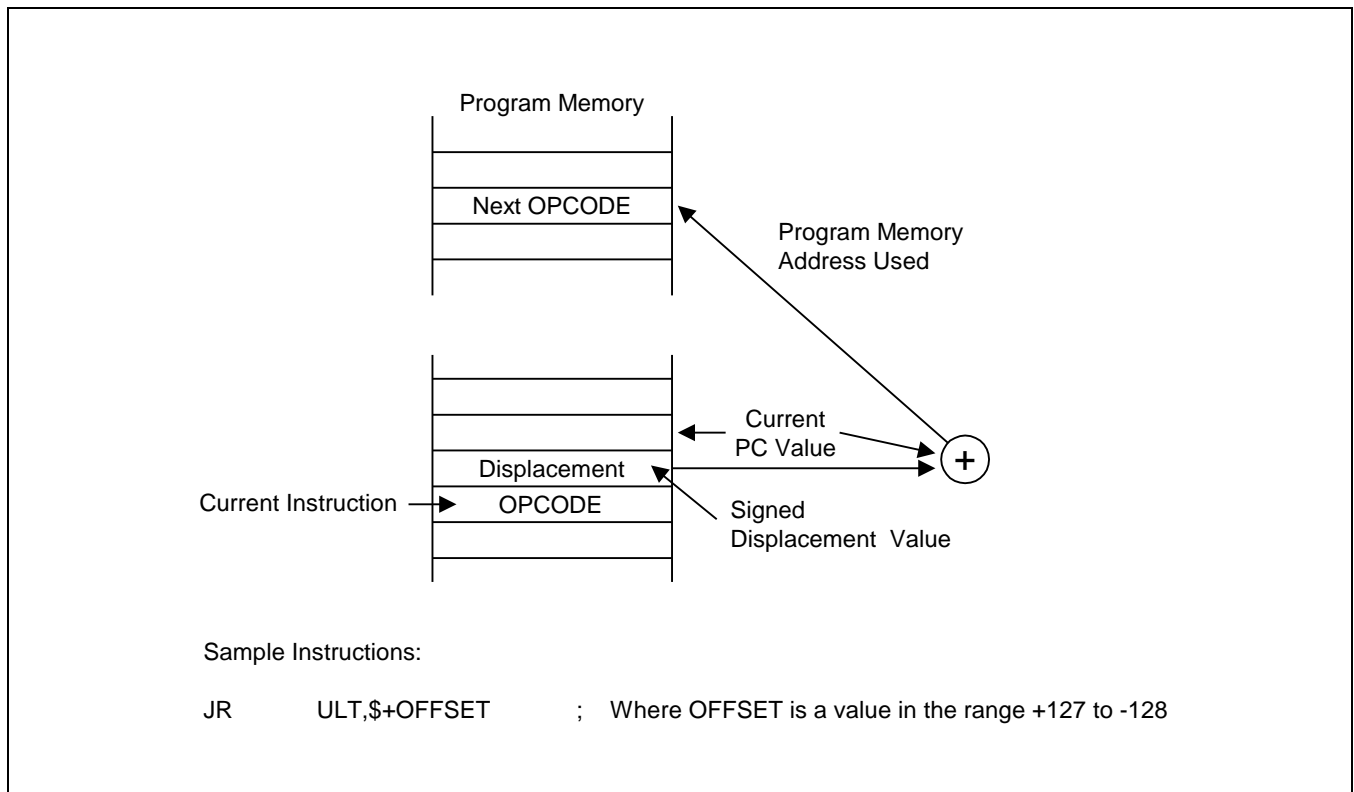 Program Memory
Next OPCODE
Program Memory
Address Used
Current
PC Value
Displacement
+
Current Instruction
OPCODE
Signed
Displacement Value
Sample Instructions:
JR ULT,$+OFFSET ; Where OFFSET is a value in the range +127 to -128